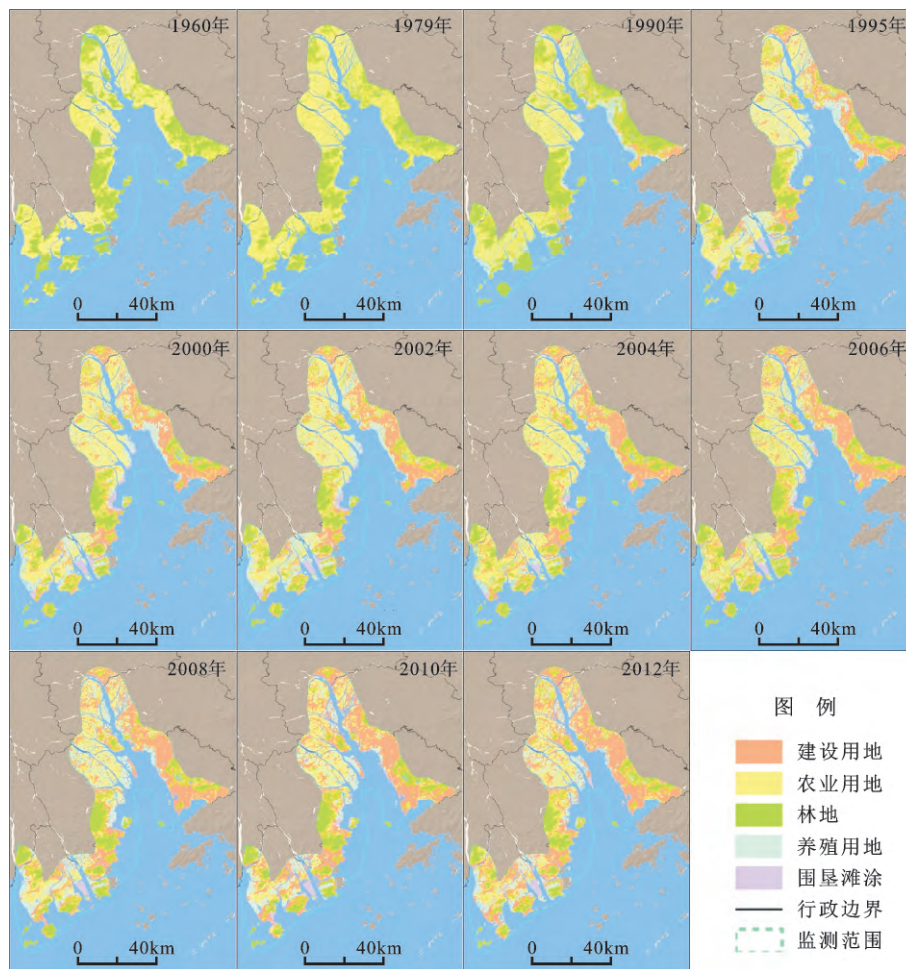 1960年
1979年
1990年
1995年
0 40km
0 40km
0 40km
0 40km
2000年
2002年
2004年
2006年
0 40km
0 40km
0 40km
0 40km
2008年
2010年
2012年
0 40km
0 40km
0 40km
图 例
建设用地
农业用地
林地
养殖用地
围垦滩涂
行政边界
监测范围